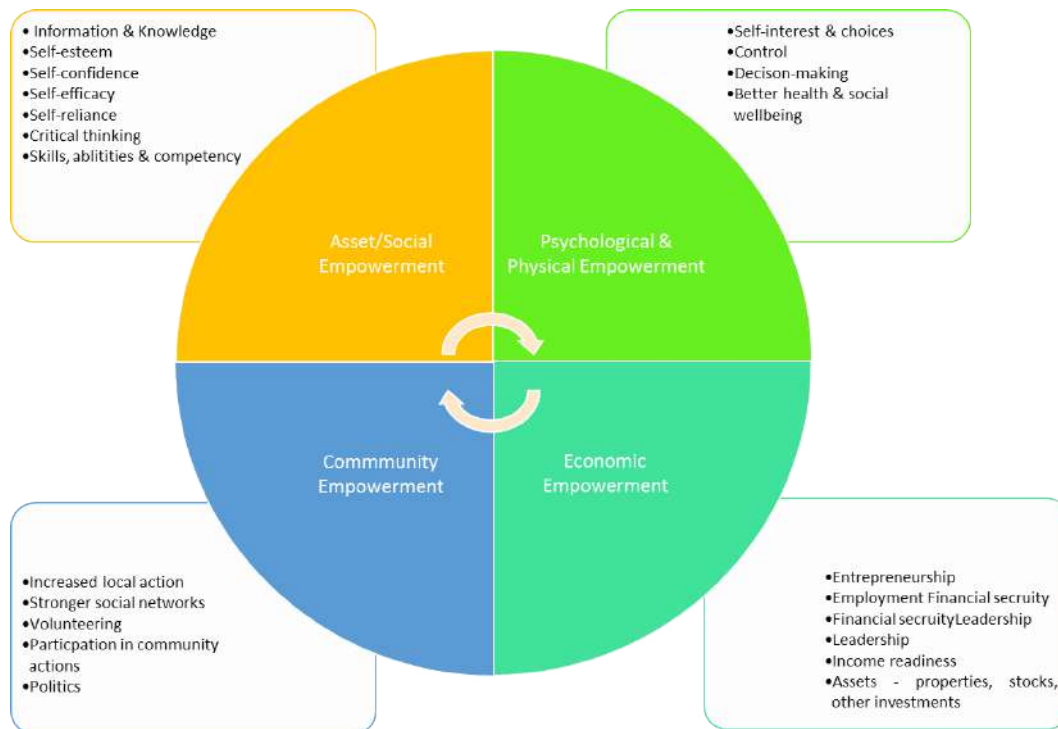 • Information & Knowledge
•Self-esteem
•Self-confidence
•Self-efficacy
•Self-reliance
•Critical thinking
•Skills, ablitities & competency
•Self-interest & choices
•Control
•Decison-making
•Better health & social
wellbeing
Asset/Social
Empowerment
Psychological &
Physical Empowerment
Commmunity
Empowerment
Economic
Empowerment
•Increased local action
•Stronger social networks
•Volunteering
•Particpation in community
actions
•Politics
•Entrepreneurship
•Employment Financial secruity
•Financial secruityLeadership
•Leadership
•Income readiness
•Assets - properties, stocks,
other investments